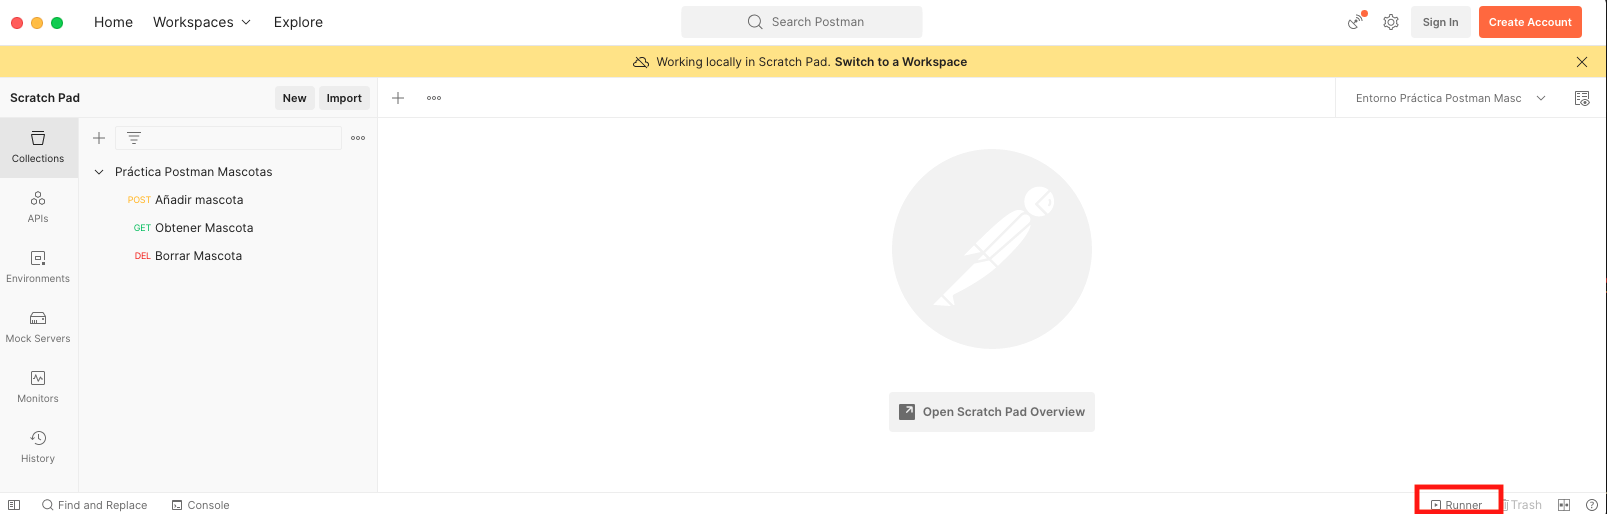 Home Workspaces Explore Search Postman Sign In Create Account
Working locally in Scratch Pad. Switch to a Workspace
Scratch Pad New Import Entorno Práctica Postman Masc
Collections
Práctica Postman Mascotas
POST Añadir mascota
APIs
GET Obtener Mascota
DEL Borrar Mascota
Environments
Mock Servers
Monitors
Open Scratch Pad Overview
History
Find and Replace Console Runner Trash